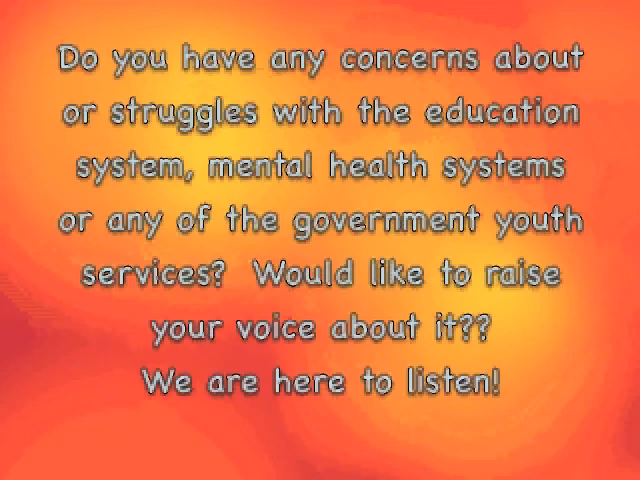 Do you have any concerns about
or struggles with the education
system, mental health systems
or any of the government youth
services?  Would like to raise
your voice about it??
We are here to listen!